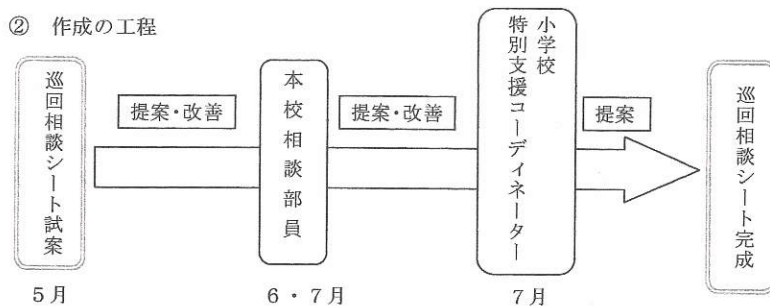 ② 作成の工程
巡回相談シート試案
提案・改善
本校相談部員
提案・改善
小学校
特別支援コーディネーター
提案
巡回相談シート完成
5月
6・7月
7月